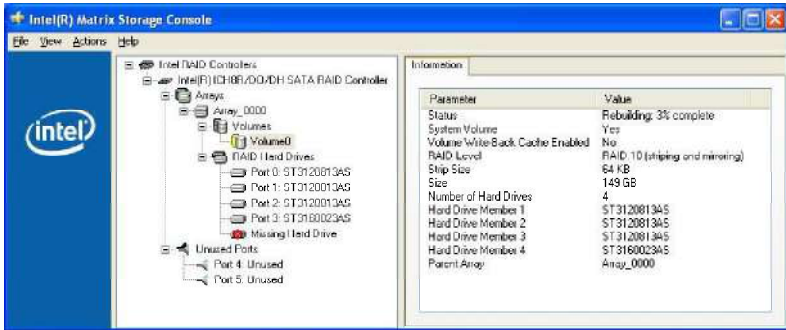 Intel(R) Matrix Storage Console
File View Actions Help
intel
Intel RAID Controllers
Intel(R) ICH8R/DO/DH SATA RAID Controller
Arrays
Array_0000
Volumes
Volume0
RAID Hard Drives
Port 0: ST3120813AS
Port 1: ST3120813AS
Port 2: ST3120813AS
Port 3: ST3160023AS
Missing Hard Drive
Unused Ports
Port 4: Unused
Port 5: Unused
Information
Parameter Value
Status Rebuilding: 3% complete
System Volume Yes
Volume Write-Back Cache Enabled No
RAID Level RAID 10 (striping and mirroring)
Strip Size 64 KB
Size 149 GB
Number of Hard Drives 4
Hard Drive Member 1 ST3120813AS
Hard Drive Member 2 ST3120813AS
Hard Drive Member 3 ST3120813AS
Hard Drive Member 4 ST3160023AS
Parent Array Array_0000